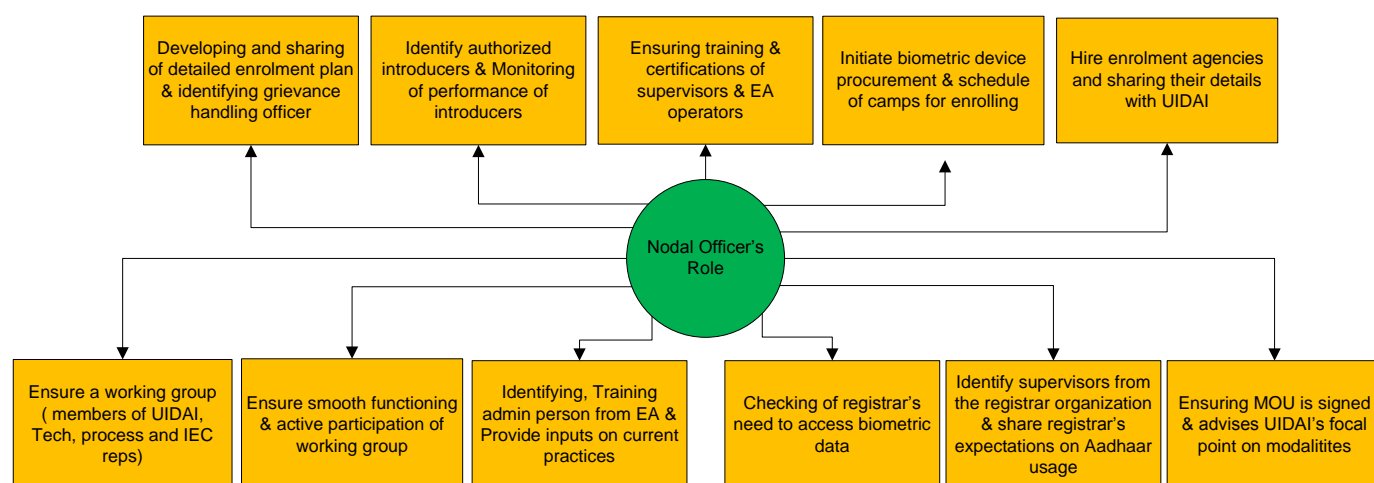 Developing and sharing
of detailed enrolment plan
& identifying grievance
handling officer
Identify authorized
introducers & Monitoring
of performance of
introducers
Ensuring training &
certifications of
supervisors & EA
operators
Initiate biometric device
procurement & schedule
of camps for enrolling
Hire enrolment agencies
and sharing their details
with UIDAI
Nodal Officer's
Role
Ensure a working group
( members of UIDAI,
Tech, process and IEC
reps)
Ensure smooth functioning
& active participation of
working group
Identifying, Training
admin person from EA &
Provide inputs on current
practices
Checking of registrar's
need to access biometric
data
Identify supervisors from
the registrar organization
& share registrar's
expectations on Aadhaar
usage
Ensuring MOU is signed
& advises UIDAI's focal
point on modalitites